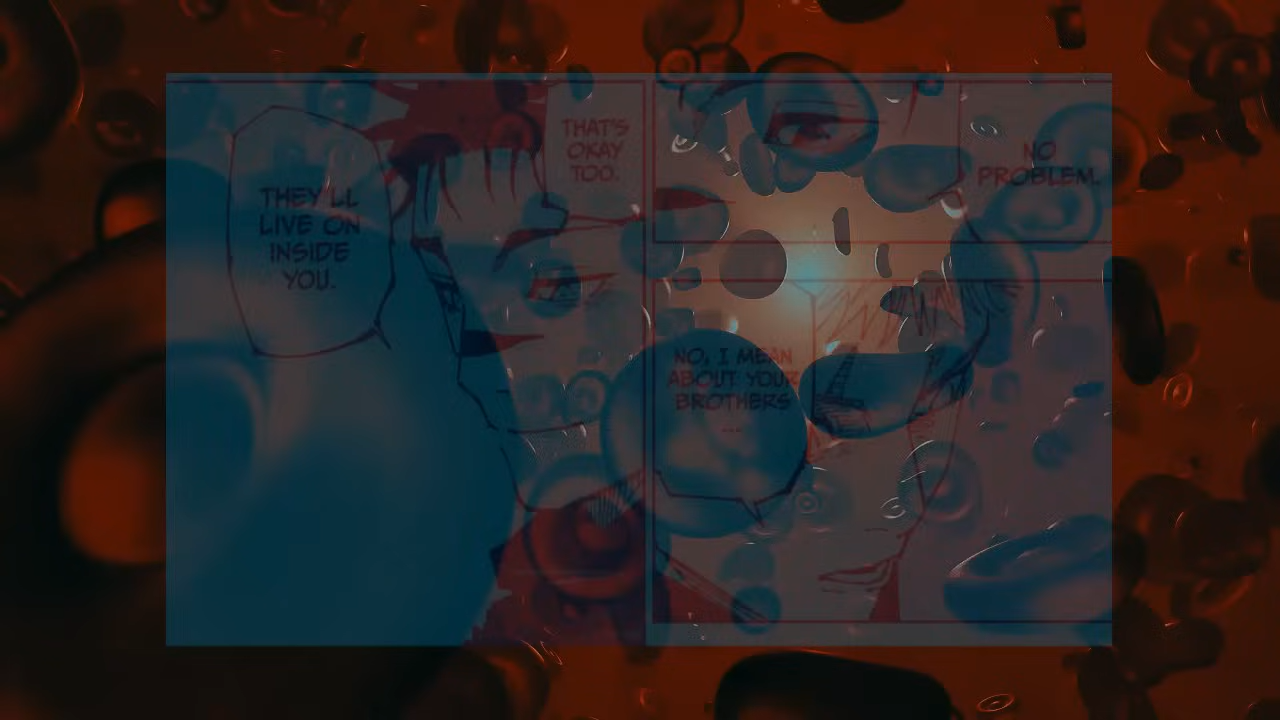 THEY'LL
LIVE ON
INSIDE
YOU.
THAT'S
OKAY
TOO.
NO
PROBLEM.
NO, I MEAN
ABOUT YOUR
BROTHERS
...